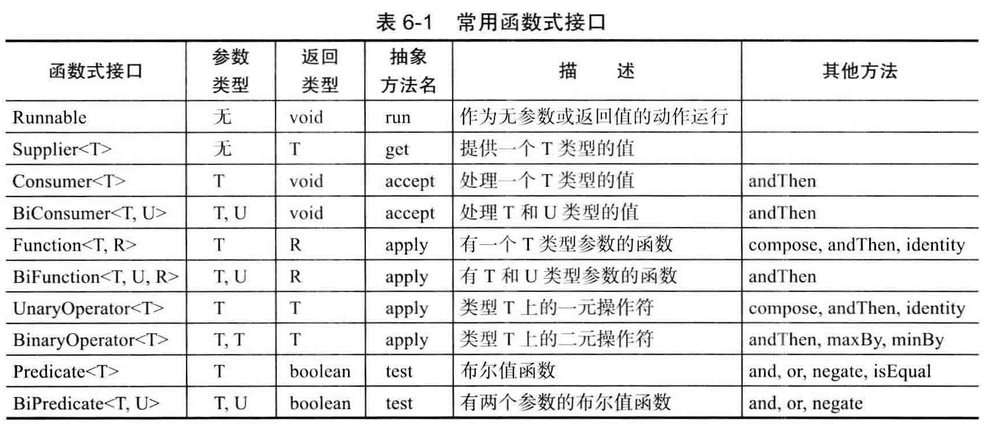 表 6-1 常用函数式接口
函数式接口 参数类型 返回类型 抽象方法名 描 述 其他方法
Runnable 无 void run 作为无参数或返回值的动作运行
Supplier<T> 无 T get 提供一个 T 类型的值
Consumer<T> T void accept 处理一个 T 类型的值 andThen
BiConsumer<T, U> T, U void accept 处理 T 和 U 类型的值 andThen
Function<T, R> T R apply 有一个 T 类型参数的函数 compose, andThen, identity
BiFunction<T, U, R> T, U R apply 有 T 和 U 类型参数的函数 andThen
UnaryOperator<T> T T apply 类型 T 上的一元操作符 compose, andThen, identity
BinaryOperator<T> T, T T apply 类型 T 上的二元操作符 andThen, maxBy, minBy
Predicate<T> T boolean test 布尔值函数 and, or, negate, isEqual
BiPredicate<T, U> T, U boolean test 有两个参数的布尔值函数 and, or, negate